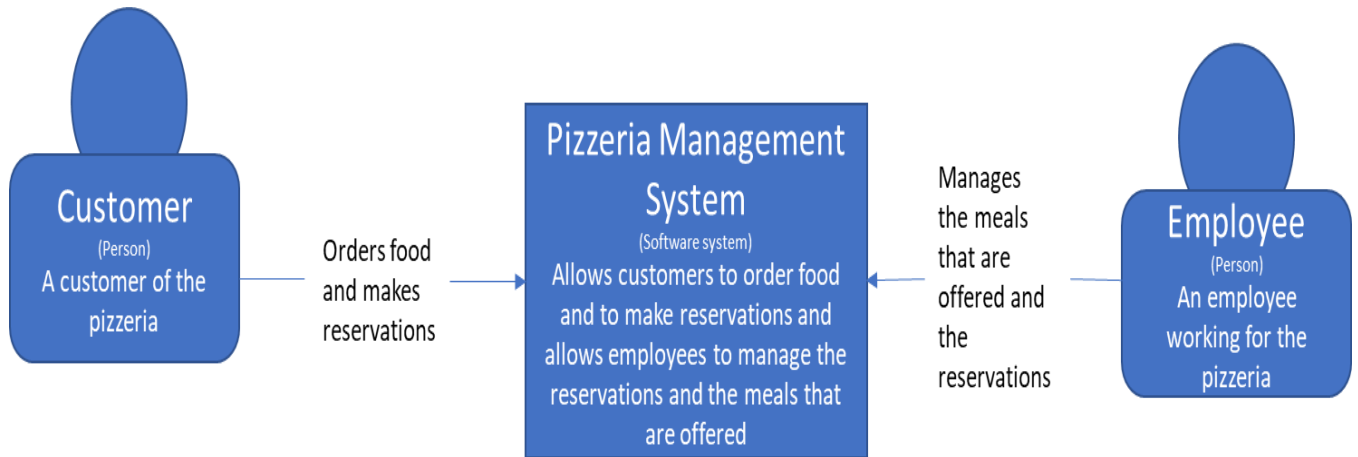 Customer
(Person)
A customer of the
pizzeria
Orders food
and makes
reservations
Pizzeria Management
System
(Software system)
Allows customers to order food
and to make reservations and
allows employees to manage the
reservations and the meals that
are offered
Manages
the meals
that are
offered and
the
reservations
Employee
(Person)
An employee
working for the
pizzeria